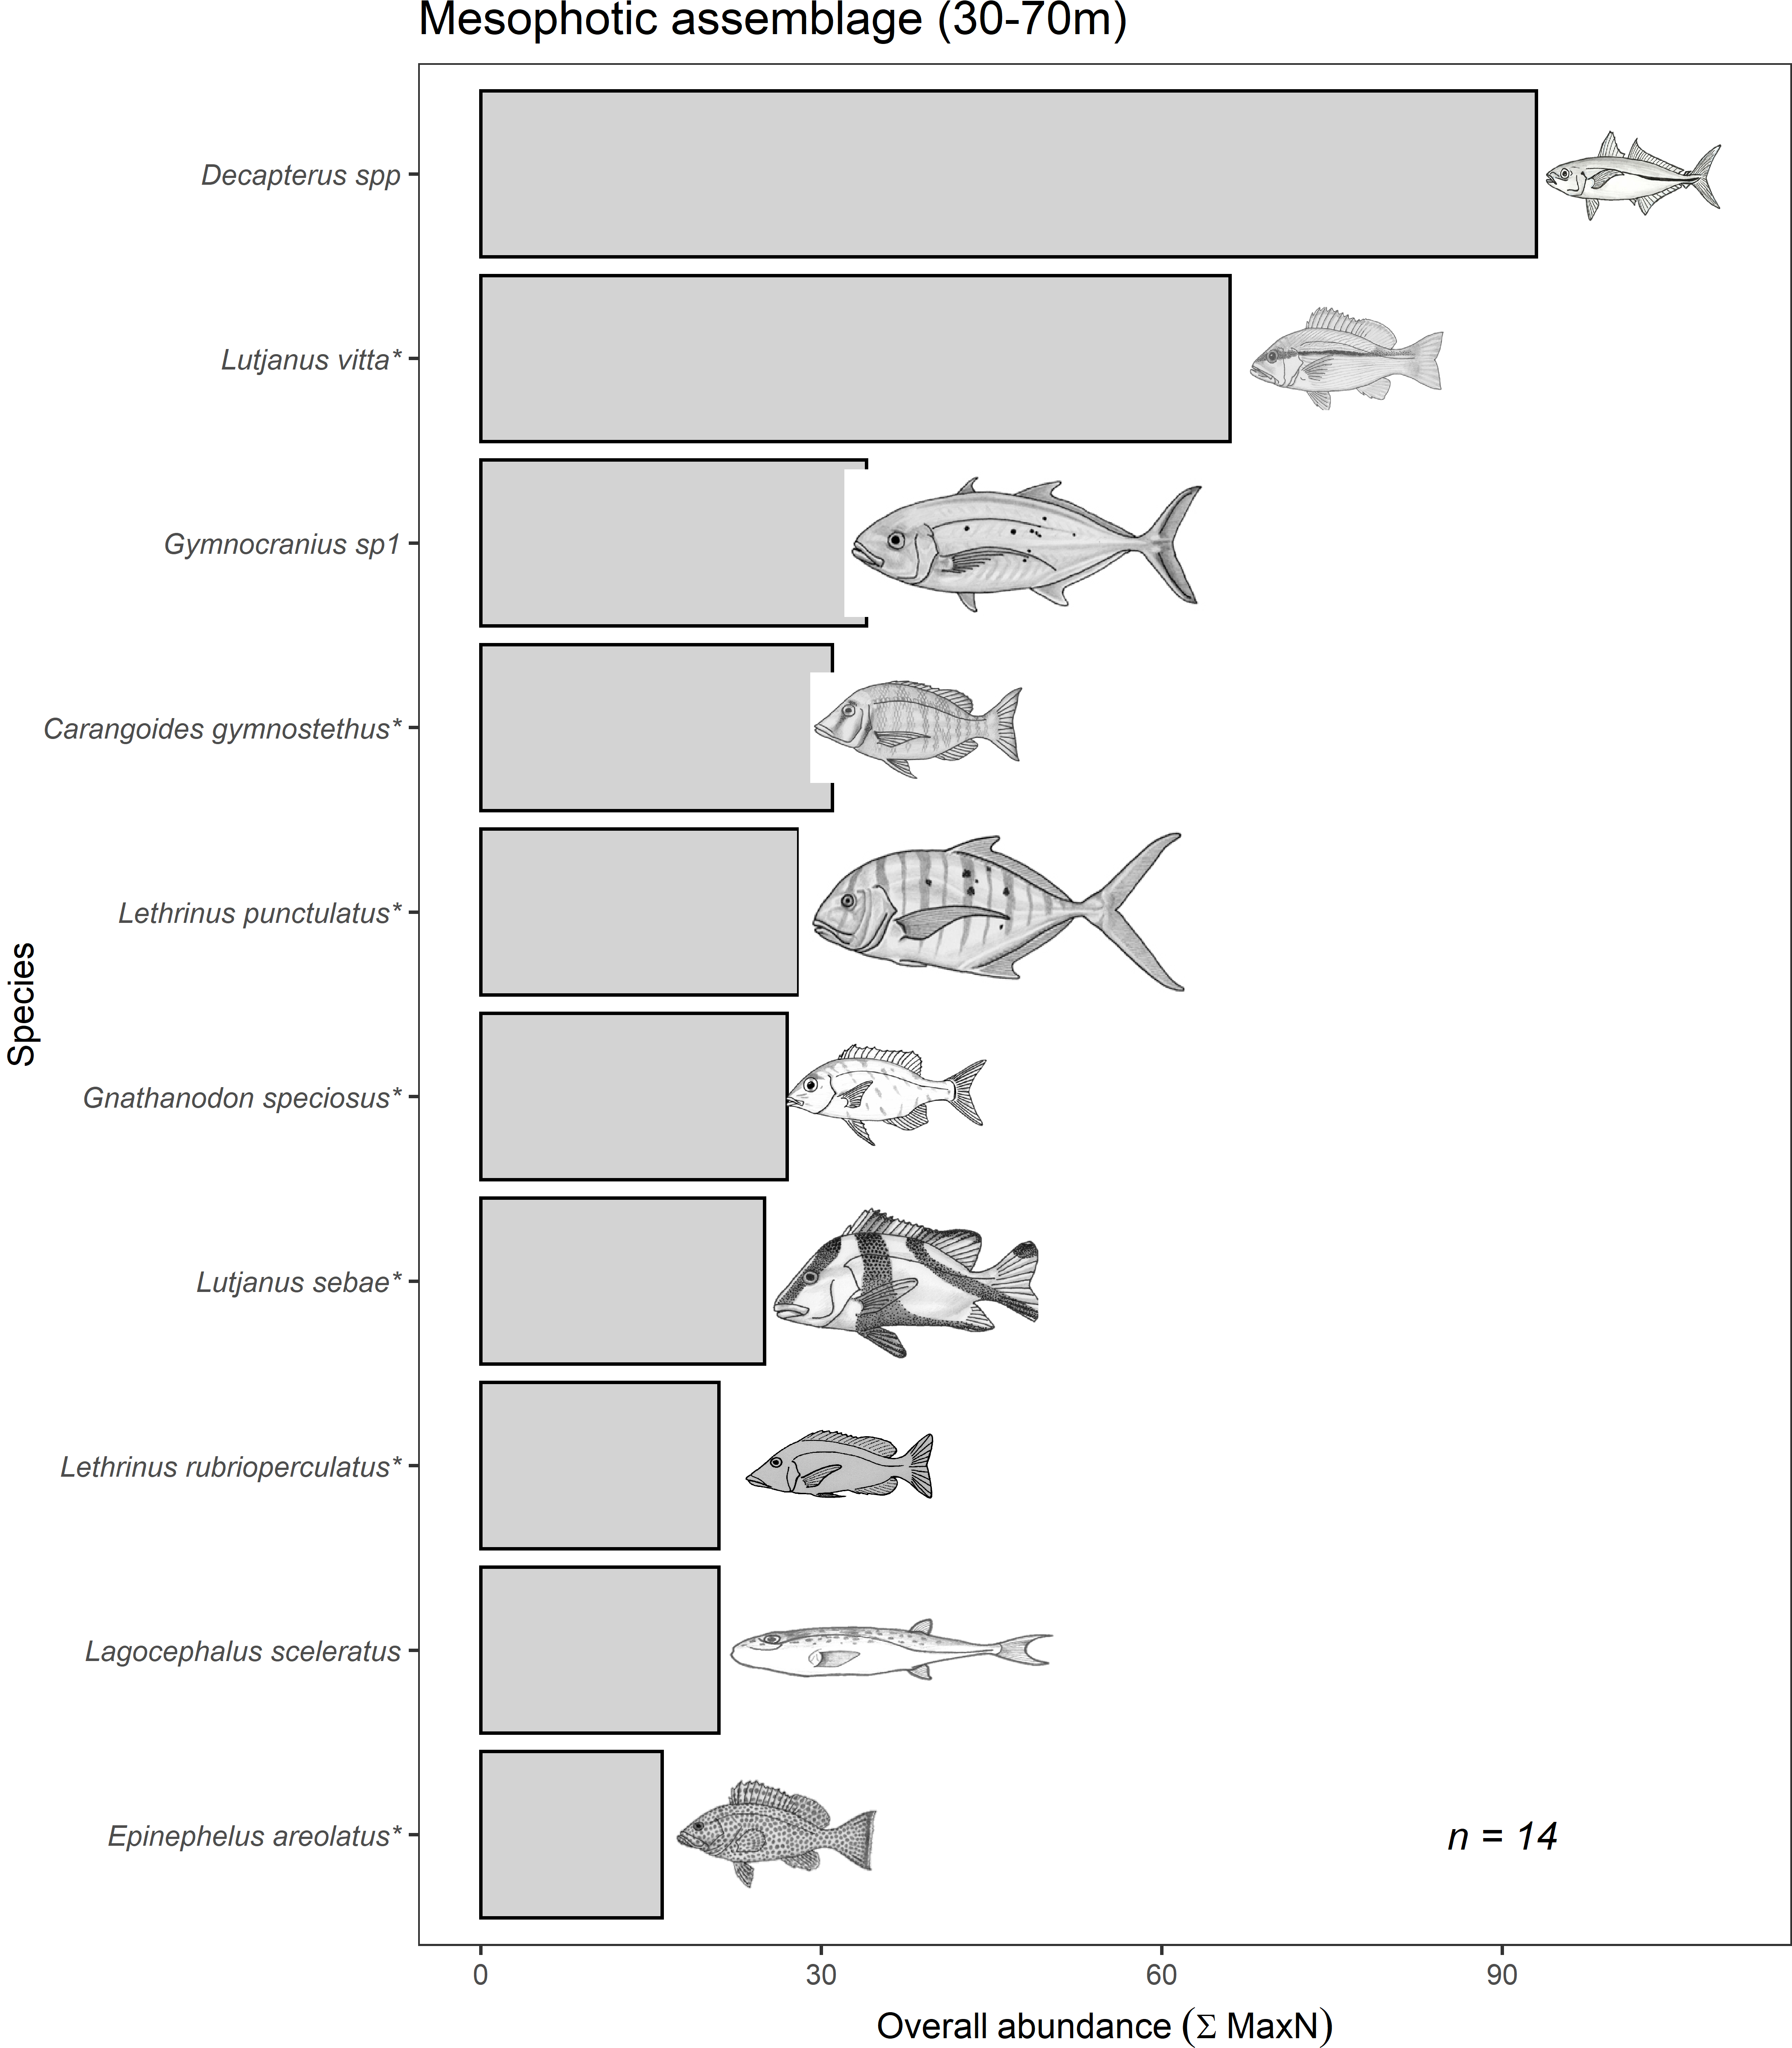 Mesophotic assemblage (30-70m)
Species
Decapterus spp
Lutjanus vitta*
Gymnocranius sp1
Carangoides gymnostethus*
Lethrinus punctulatus*
Gnathanodon speciosus*
Lutjanus sebae*
Lethrinus rubrioperculatus*
Lagocephalus sceleratus
Epinephelus areolatus*
n = 14
0 30 60 90
Overall abundance (Σ MaxN)